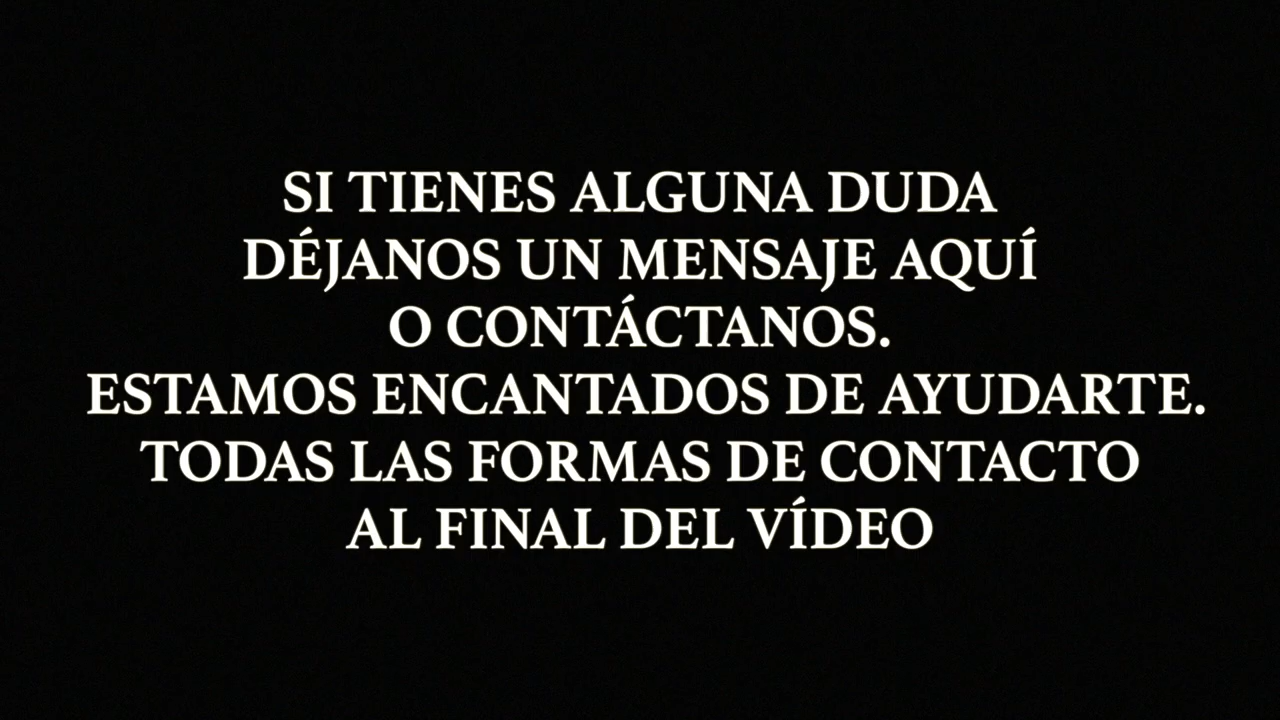 SI TIENES ALGUNA DUDA
DÉJANOS UN MENSAJE AQUÍ
O CONTÁCTANOS.
ESTAMOS ENCANTADOS DE AYUDARTE.
TODAS LAS FORMAS DE CONTACTO
AL FINAL DEL VÍDEO